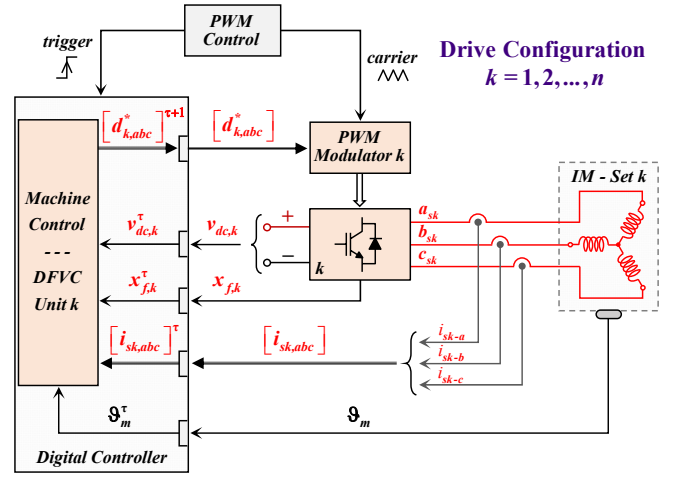 PWM
Control
trigger
carrier
Drive Configuration
k = 1, 2, ..., n
[d*k,abc]τ+1
[d*k,abc]
PWM
Modulator k
IM - Set k
Machine
Control
---
DFVC
Unit k
vτdc,k
vdc,k
+
−
k
ask
bsk
csk
xτf,k
xf,k
[isk,abc]τ
[isk,abc]
isk-a
isk-b
isk-c
ϑτm
ϑm
Digital Controller